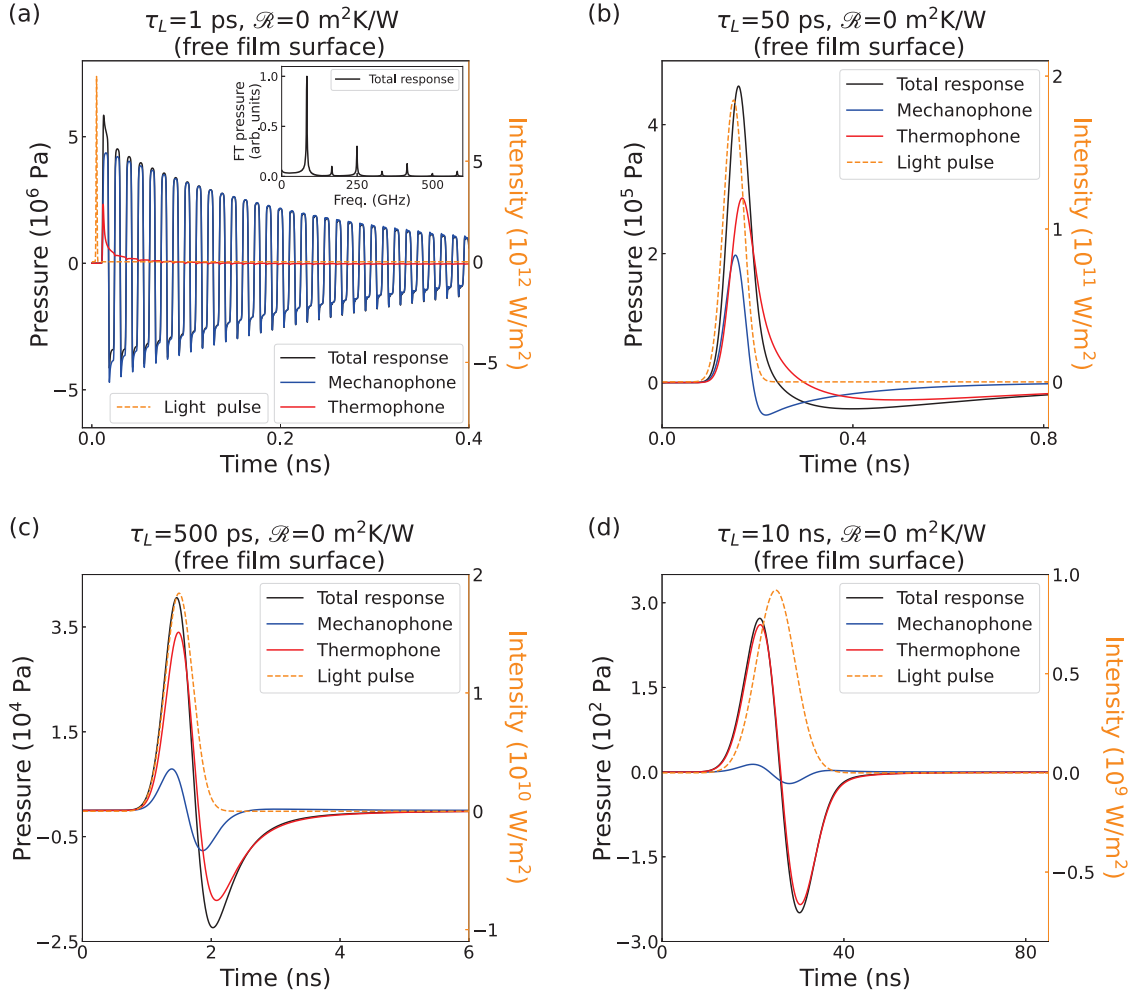 (a)
τL=1 ps, ℛ=0 m²K/W
(free film surface)
Pressure (10⁶ Pa)
5
0
−5
Intensity (10¹² W/m²)
5
0
−5
Total response
Mechanophone
Thermophone
Light pulse
0.0
0.2
0.4
Time (ns)
FT pressure
(arb. units)
1.0
0.5
0.0
Total response
0
250
500
Freq. (GHz)
(b)
τL=50 ps, ℛ=0 m²K/W
(free film surface)
Pressure (10⁵ Pa)
4
2
0
Intensity (10¹¹ W/m²)
2
1
0
Total response
Mechanophone
Thermophone
Light pulse
0.0
0.4
0.8
Time (ns)
(c)
τL=500 ps, ℛ=0 m²K/W
(free film surface)
Pressure (10⁴ Pa)
3.5
1.5
−0.5
−2.5
Intensity (10¹⁰ W/m²)
2
1
0
−1
Total response
Mechanophone
Thermophone
Light pulse
0
2
4
6
Time (ns)
(d)
τL=10 ns, ℛ=0 m²K/W
(free film surface)
Pressure (10² Pa)
3.0
1.5
0.0
−1.5
−3.0
Intensity (10⁹ W/m²)
1.0
0.5
0.0
−0.5
Total response
Mechanophone
Thermophone
Light pulse
0
40
80
Time (ns)